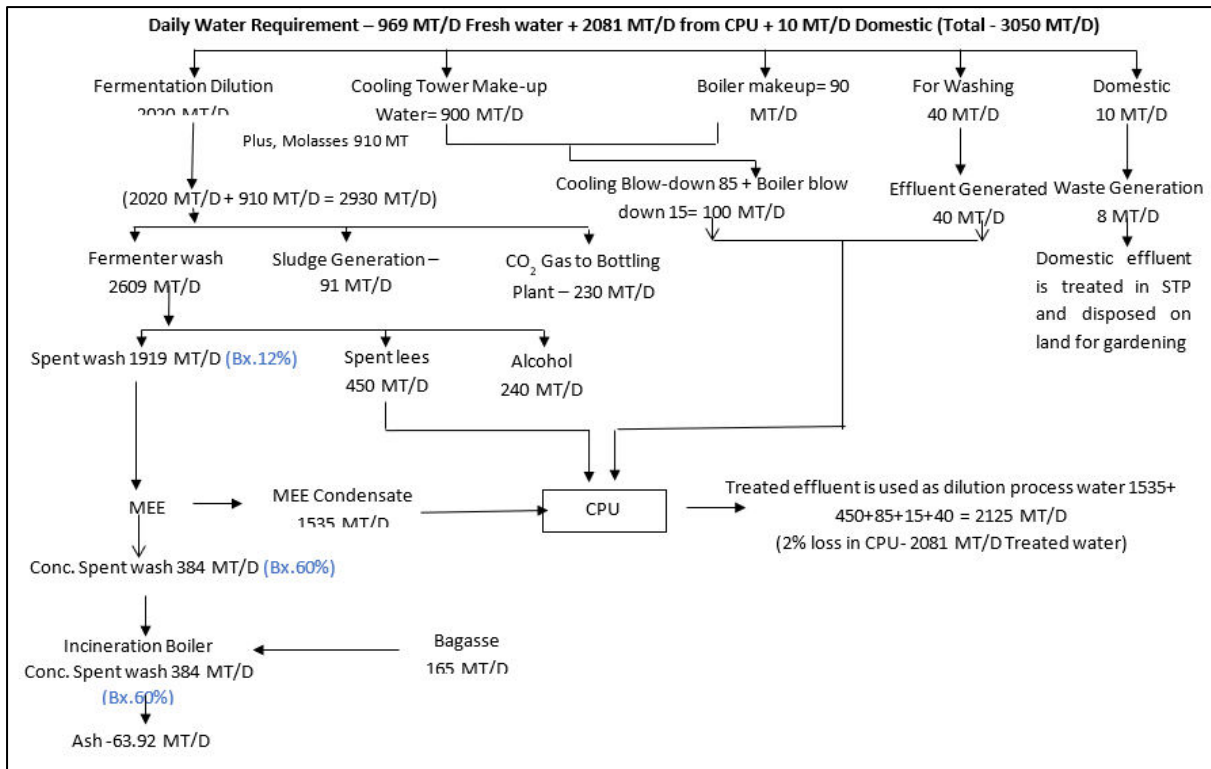 Daily Water Requirement – 969 MT/D Fresh water + 2081 MT/D from CPU + 10 MT/D Domestic (Total - 3050 MT/D)
Fermentation Dilution
2020 MT/D
Cooling Tower Make-up
Water= 900 MT/D
Boiler makeup= 90
MT/D
For Washing
40 MT/D
Domestic
10 MT/D
Plus, Molasses 910 MT
(2020 MT/D + 910 MT/D = 2930 MT/D)
Cooling Blow-down 85 + Boiler blow
down 15= 100 MT/D
Effluent Generated
40 MT/D
Waste Generation
8 MT/D
Fermenter wash
2609 MT/D
Sludge Generation –
91 MT/D
CO₂ Gas to Bottling
Plant – 230 MT/D
Domestic effluent
is treated in STP
and disposed on
land for gardening
Spent wash 1919 MT/D (Bx.12%)
Spent lees
450 MT/D
Alcohol
240 MT/D
MEE
MEE Condensate
1535 MT/D
CPU
Treated effluent is used as dilution process water 1535+
450+85+15+40 = 2125 MT/D
(2% loss in CPU- 2081 MT/D Treated water)
Conc. Spent wash 384 MT/D (Bx.60%)
Incineration Boiler
Conc. Spent wash 384 MT/D
(Bx.60%)
Bagasse
165 MT/D
Ash -63.92 MT/D